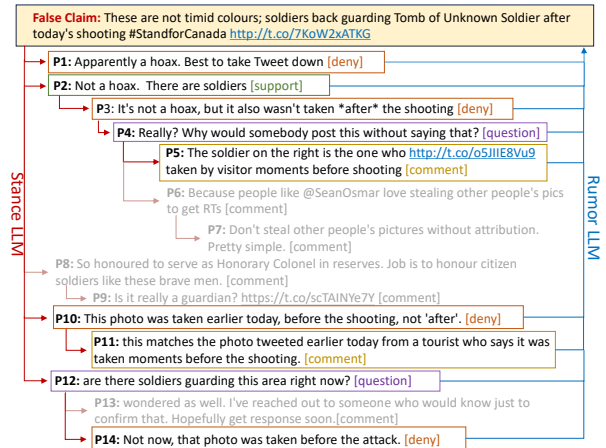 False Claim: These are not timid colours; soldiers back guarding Tomb of Unknown Soldier after
today's shooting #StandforCanada http://t.co/7KoW2xATKG
P1: Apparently a hoax. Best to take Tweet down [deny]
P2: Not a hoax. There are soldiers [support]
P3: It's not a hoax, but it also wasn't taken *after* the shooting [deny]
P4: Really? Why would somebody post this without saying that? [question]
P5: The soldier on the right is the one who http://t.co/o5JIIE8Vu9
taken by visitor moments before shooting [comment]
P6: Because people like @SeanOsmar love stealing other people's pics
to get RTs [comment]
P7: Don't steal other people's pictures without attribution.
Pretty simple. [comment]
P8: So honoured to serve as Honorary Colonel in reserves. Job is to honour citizen
soldiers like these brave men. [comment]
P9: Is it really a guardian? https://t.co/scTAINYe7Y [comment]
P10: This photo was taken earlier today, before the shooting, not 'after'. [deny]
P11: this matches the photo tweeted earlier today from a tourist who says it was
taken moments before the shooting. [comment]
P12: are there soldiers guarding this area right now? [question]
P13: wondered as well. I've reached out to someone who would know just to
confirm that. Hopefully get response soon.[comment]
P14: Not now, that photo was taken before the attack. [deny]
Stance LLM
Rumor LLM